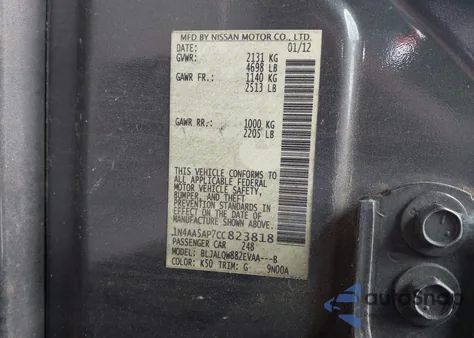 MFD BY NISSAN MOTOR CO., LTD.
DATE: 01/12
GVWR: 2131 KG
4698 LB
GAWR FR.: 1140 KG
2513 LB
GAWR RR.: 1000 KG
2205 LB
THIS VEHICLE CONFORMS TO
ALL APPLICABLE FEDERAL
MOTOR VEHICLE SAFETY,
BUMPER, AND THEFT
PREVENTION STANDARDS IN
EFFECT ON THE DATE OF
MANUFACTURE SHOWN ABOVE.
1N4AA5AP7CC823818
PASSENGER CAR 248
MODEL: BLJALQWBBZEVAA---B
COLOR: K50 TRIM: G 9N00A
autosnap